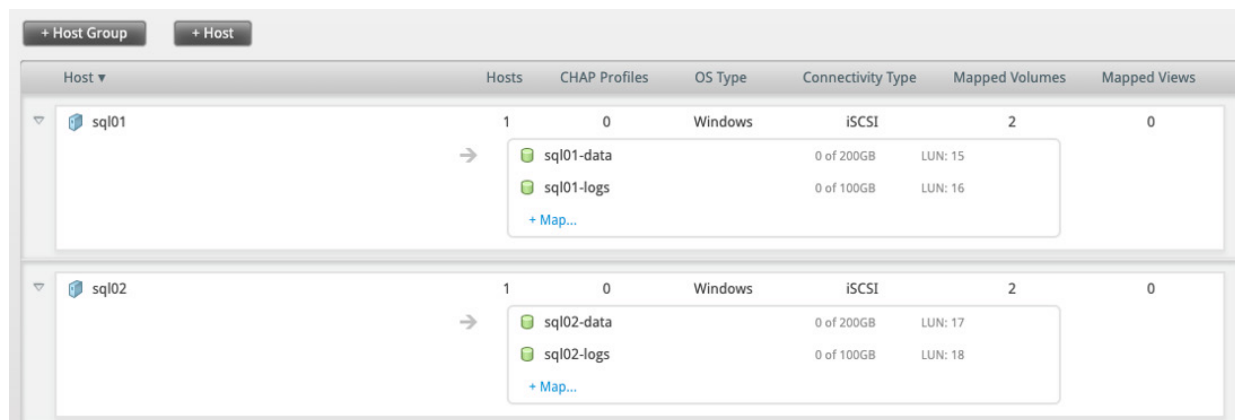 + Host Group + Host
Host ▾ Hosts CHAP Profiles OS Type Connectivity Type Mapped Volumes Mapped Views
sql01 1 0 Windows iSCSI 2 0
sql01-data 0 of 200GB LUN: 15
sql01-logs 0 of 100GB LUN: 16
+ Map...
sql02 1 0 Windows iSCSI 2 0
sql02-data 0 of 200GB LUN: 17
sql02-logs 0 of 100GB LUN: 18
+ Map...